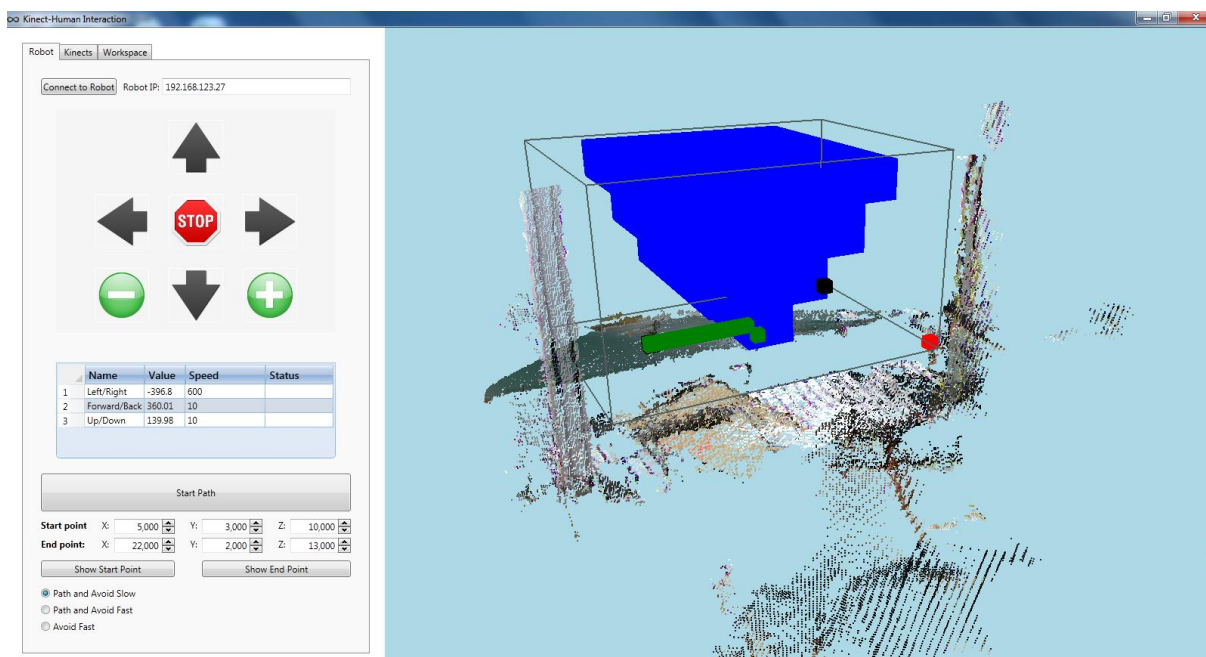 Kinect-Human Interaction
Robot Kinects Workspace
Connect to Robot Robot IP: 192.168.123.27
STOP
Name Value Speed Status
1 Left/Right -396.8 600
2 Forward/Back 360.01 10
3 Up/Down 139.98 10
Start Path
Start point X: 5,000 Y: 3,000 Z: 10,000
End point: X: 22,000 Y: 2,000 Z: 13,000
Show Start Point Show End Point
Path and Avoid Slow
Path and Avoid Fast
Avoid Fast